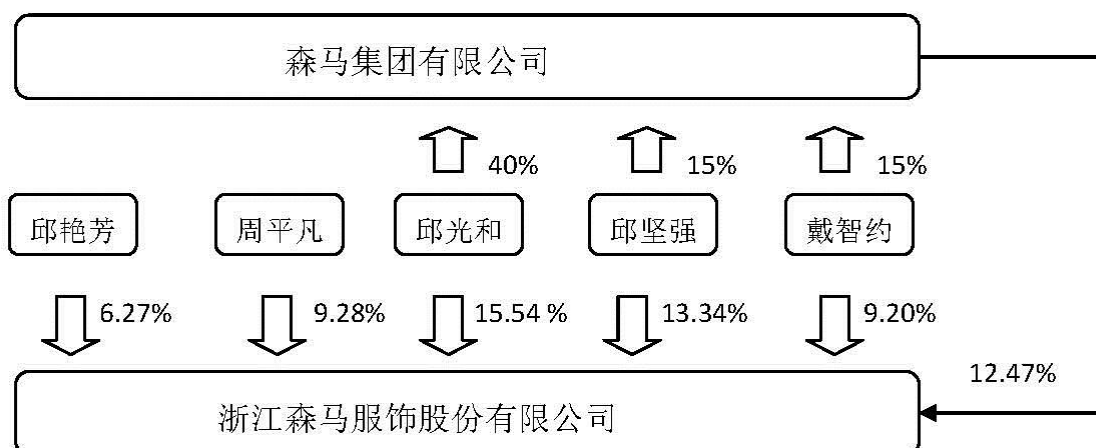 森马集团有限公司
40%
15%
15%
邱艳芳
周平凡
邱光和
邱坚强
戴智约
6.27%
9.28%
15.54 %
13.34%
9.20%
12.47%
浙江森马服饰股份有限公司